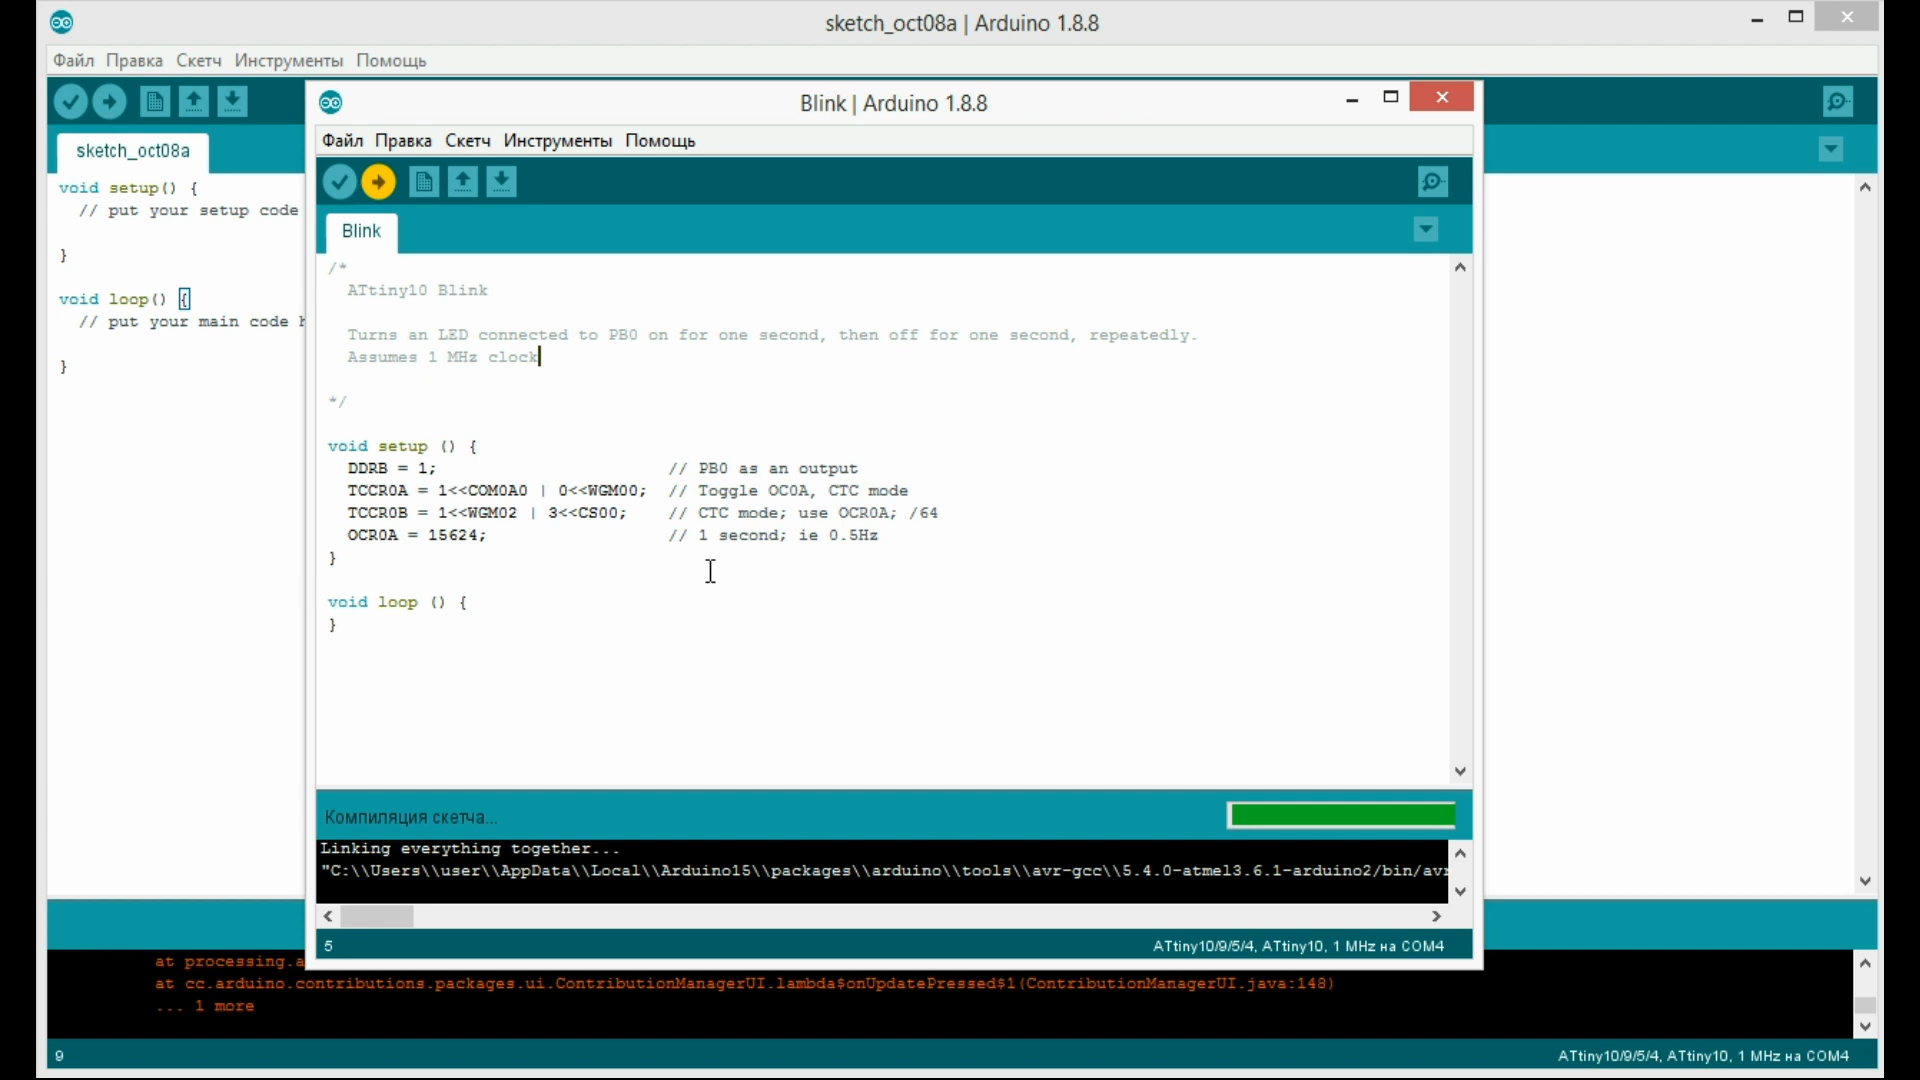 sketch_oct08a | Arduino 1.8.8
Файл Правка Скетч Инструменты Помощь
sketch_oct08a
void setup() {
// put your setup code
}
void loop() {
// put your main code
}
Blink | Arduino 1.8.8
Файл Правка Скетч Инструменты Помощь
Blink
/*
ATtiny10 Blink
Turns an LED connected to PB0 on for one second, then off for one second, repeatedly.
Assumes 1 MHz clock
*/
void setup () {
DDRB = 1; // PB0 as an output
TCCR0A = 1<<COM0A0 | 0<<WGM00; // Toggle OC0A, CTC mode
TCCR0B = 1<<WGM02 | 3<<CS00; // CTC mode; use OCR0A; /64
OCR0A = 15624; // 1 second; ie 0.5Hz
}
void loop () {
}
Компиляция скетча...
Linking everything together...
"C:\\Users\\user\\AppData\\Local\\Arduino15\\packages\\arduino\\tools\\avr-gcc\\5.4.0-atmel3.6.1-arduino2/bin/avr
5
ATtiny10/9/5/4, ATtiny10, 1 MHz на COM4
at processing.a
at cc.arduino.contributions.packages.ui.ContributionManagerUI.lambda$onUpdatePressed$1(ContributionManagerUI.java:148)
... 1 more
9
ATtiny10/9/5/4, ATtiny10, 1 MHz на COM4